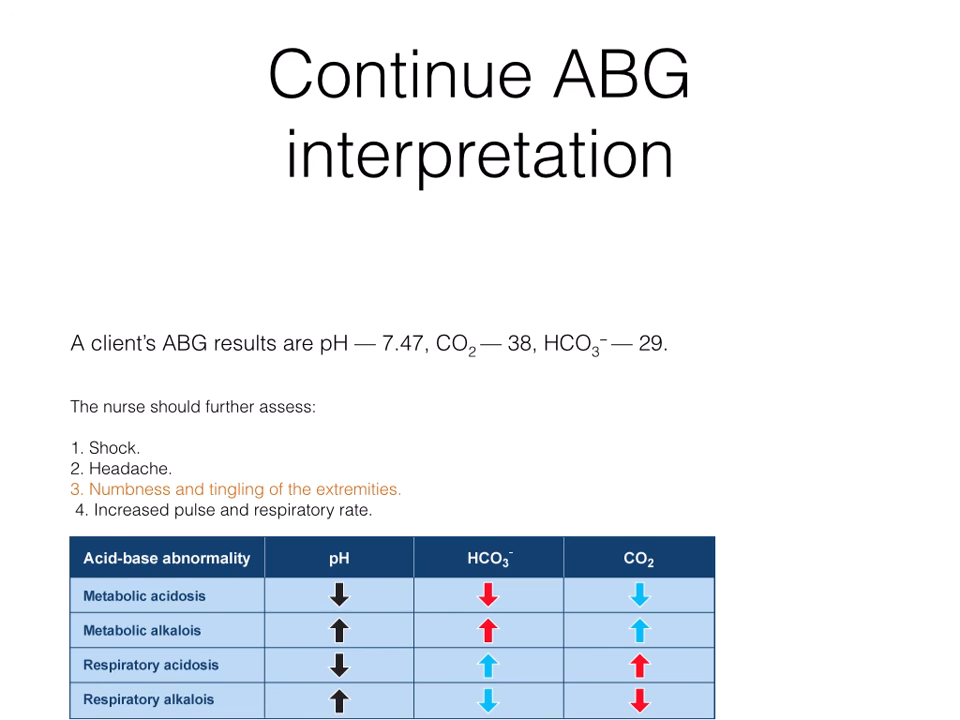 Continue ABG
interpretation
A client’s ABG results are pH — 7.47, CO₂ — 38, HCO₃⁻ — 29.
The nurse should further assess:
1. Shock.
2. Headache.
3. Numbness and tingling of the extremities.
4. Increased pulse and respiratory rate.
Acid-base abnormality pH HCO₃⁻ CO₂
Metabolic acidosis ↓ ↓ ↓
Metabolic alkalois ↑ ↑ ↑
Respiratory acidosis ↓ ↑ ↑
Respiratory alkalois ↑ ↓ ↓